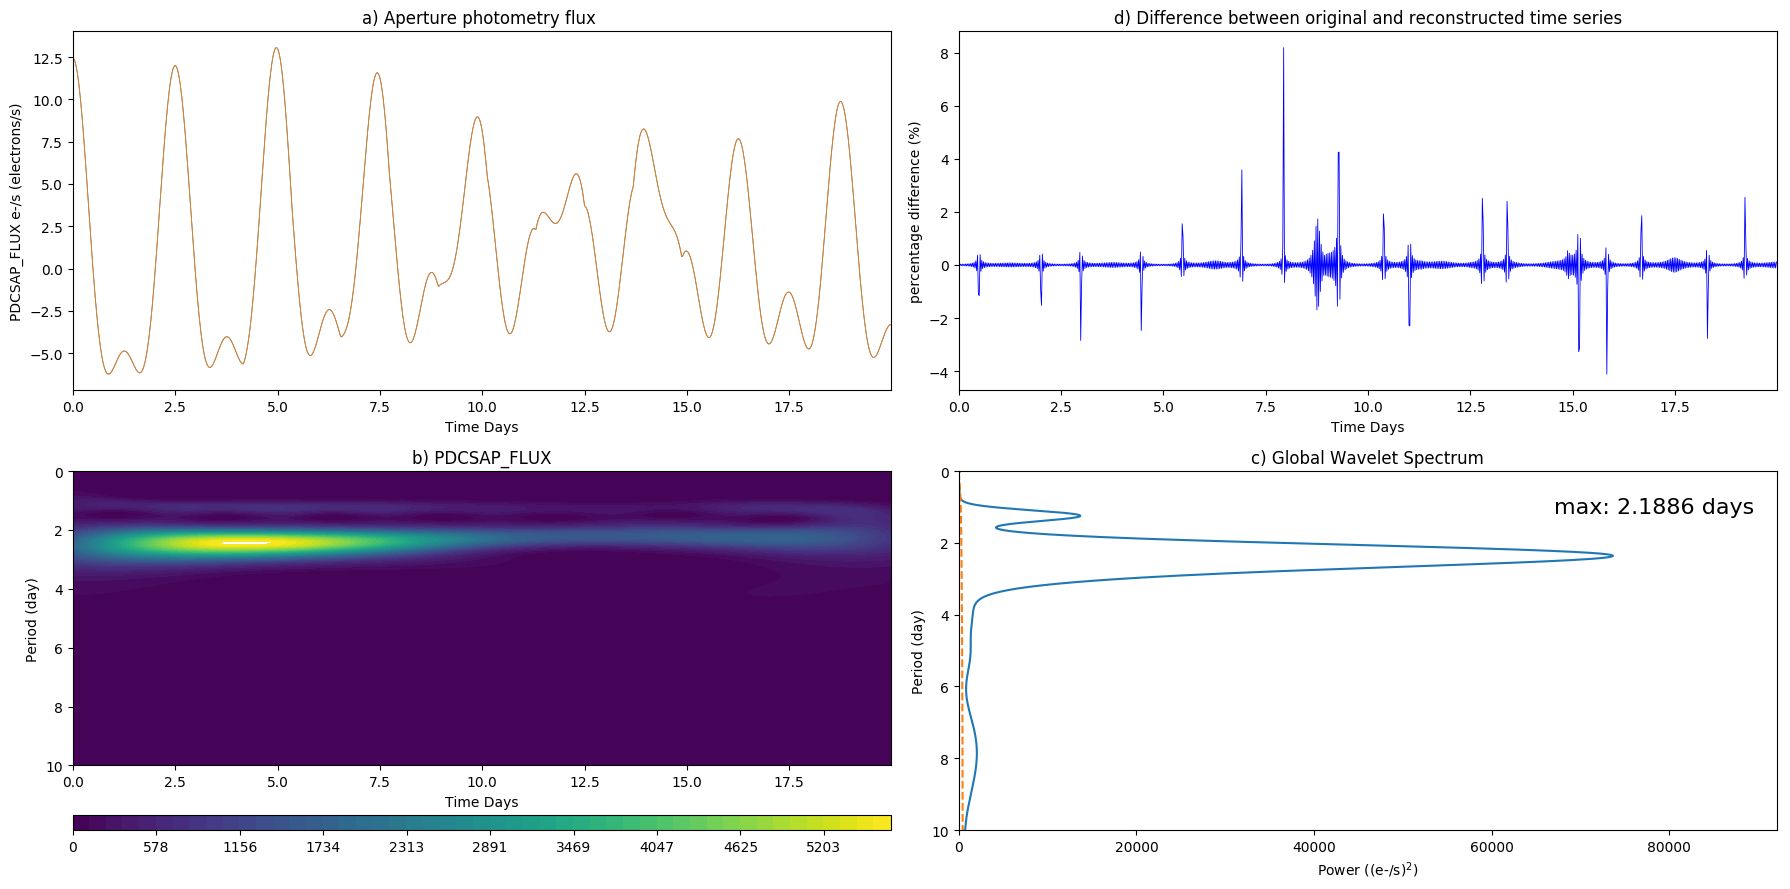 a) Aperture photometry flux
PDCSAP_FLUX e-/s (electrons/s)
12.5
10.0
7.5
5.0
2.5
0.0
−2.5
−5.0
0.0 2.5 5.0 7.5 10.0 12.5 15.0 17.5
Time Days
d) Difference between original and reconstructed time series
percentage difference (%)
8
6
4
2
0
−2
−4
0.0 2.5 5.0 7.5 10.0 12.5 15.0 17.5
Time Days
b) PDCSAP_FLUX
Period (day)
0
2
4
6
8
10
0.0 2.5 5.0 7.5 10.0 12.5 15.0 17.5
Time Days
0 578 1156 1734 2313 2891 3469 4047 4625 5203
c) Global Wavelet Spectrum
max: 2.1886 days
Period (day)
0
2
4
6
8
10
0 20000 40000 60000 80000
Power ((e-/s)²)